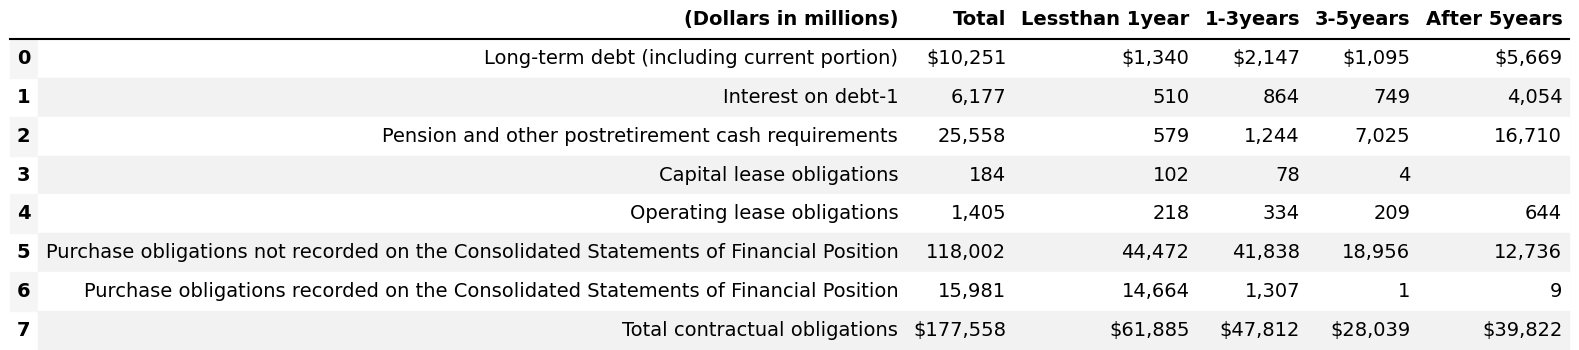 (Dollars in millions) Total Lessthan 1year 1-3years 3-5years After 5years
0 Long-term debt (including current portion) $10,251 $1,340 $2,147 $1,095 $5,669
1 Interest on debt-1 6,177 510 864 749 4,054
2 Pension and other postretirement cash requirements 25,558 579 1,244 7,025 16,710
3 Capital lease obligations 184 102 78 4
4 Operating lease obligations 1,405 218 334 209 644
5 Purchase obligations not recorded on the Consolidated Statements of Financial Position 118,002 44,472 41,838 18,956 12,736
6 Purchase obligations recorded on the Consolidated Statements of Financial Position 15,981 14,664 1,307 1 9
7 Total contractual obligations $177,558 $61,885 $47,812 $28,039 $39,822